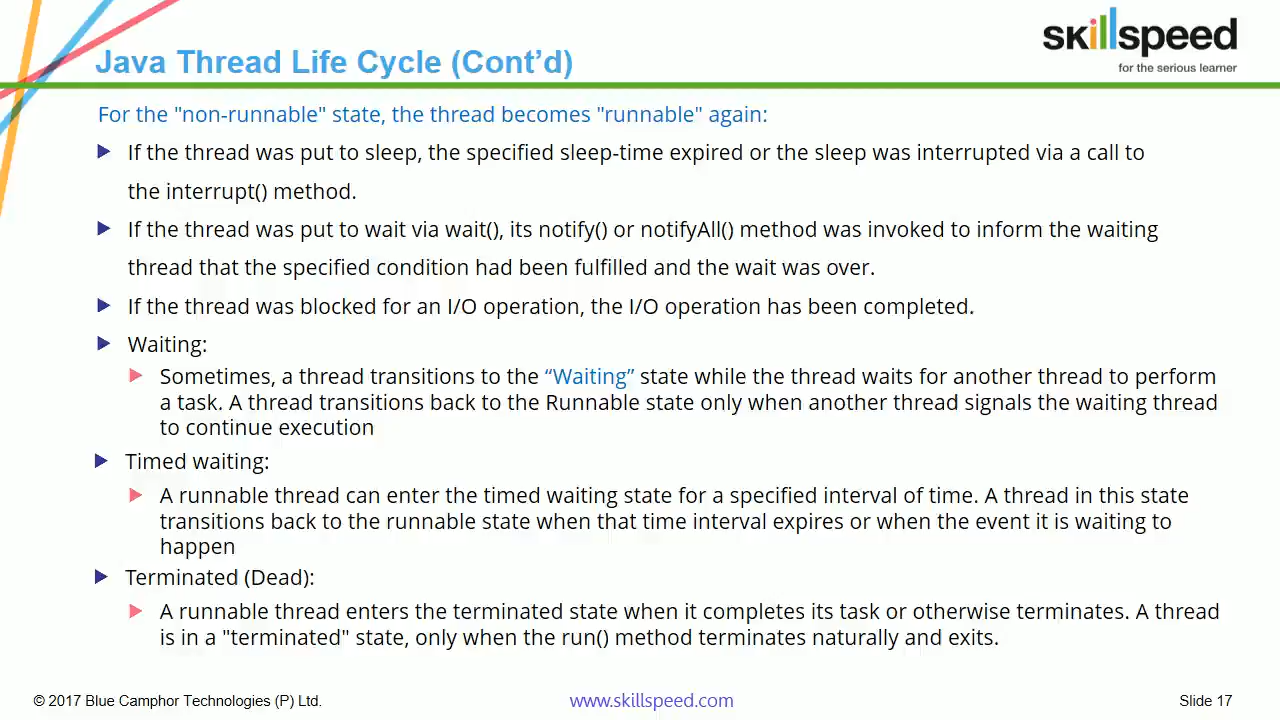 skillspeed
for the serious learner
Java Thread Life Cycle (Cont’d)
For the "non-runnable" state, the thread becomes "runnable" again:
If the thread was put to sleep, the specified sleep-time expired or the sleep was interrupted via a call to
the interrupt() method.
If the thread was put to wait via wait(), its notify() or notifyAll() method was invoked to inform the waiting
thread that the specified condition had been fulfilled and the wait was over.
If the thread was blocked for an I/O operation, the I/O operation has been completed.
Waiting:
Sometimes, a thread transitions to the “Waiting” state while the thread waits for another thread to perform
a task. A thread transitions back to the Runnable state only when another thread signals the waiting thread
to continue execution
Timed waiting:
A runnable thread can enter the timed waiting state for a specified interval of time. A thread in this state
transitions back to the runnable state when that time interval expires or when the event it is waiting to
happen
Terminated (Dead):
A runnable thread enters the terminated state when it completes its task or otherwise terminates. A thread
is in a "terminated" state, only when the run() method terminates naturally and exits.
© 2017 Blue Camphor Technologies (P) Ltd.
www.skillspeed.com
Slide 17